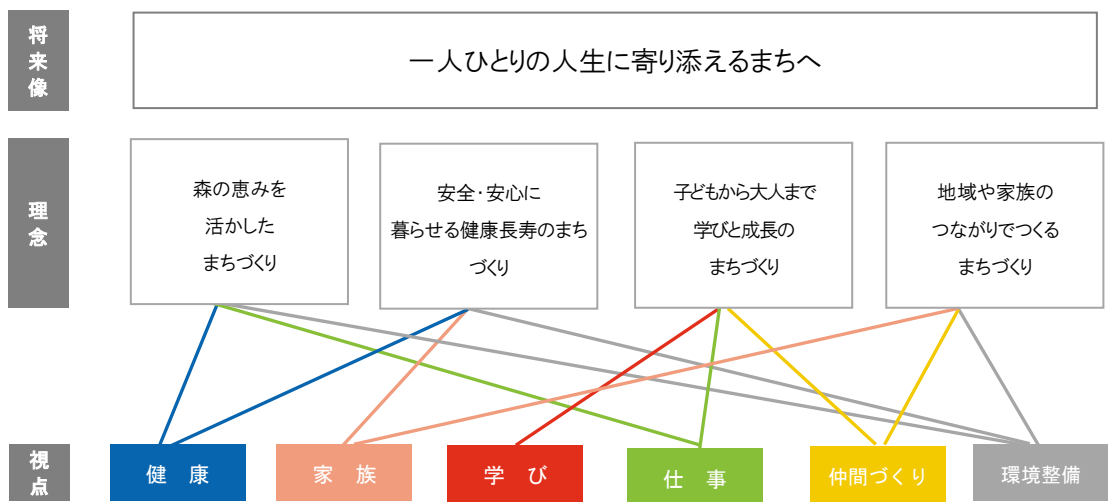 将来像
一人ひとりの人生に寄り添えるまちへ
理念
森の恵みを
活かした
まちづくり
安全・安心に
暮らせる健康長寿のまち
づくり
子どもから大人まで
学びと成長の
まちづくり
地域や家族の
つながりでつくる
まちづくり
視点
健 康
家 族
学 び
仕 事
仲間づくり
環境整備